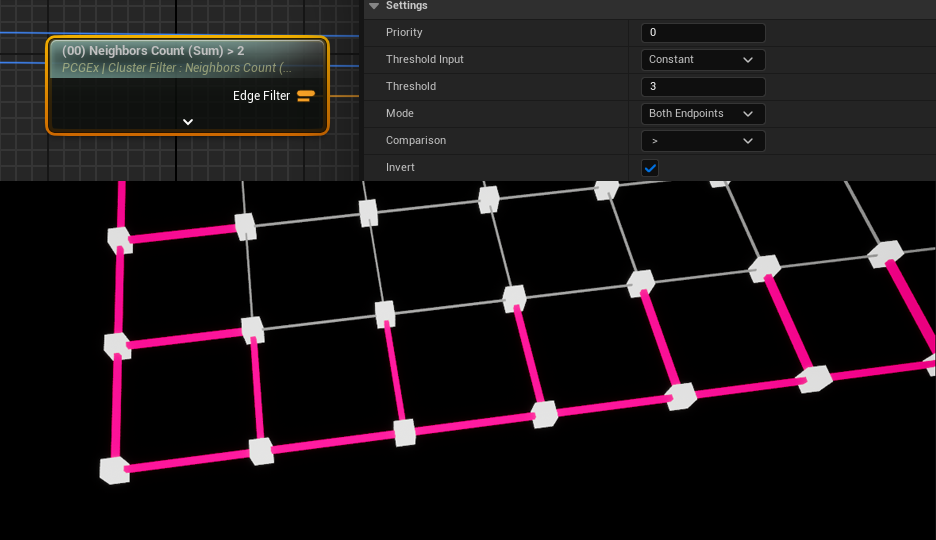 (00) Neighbors Count (Sum) > 2
PCGEx | Cluster Filter : Neighbors Count (...
Edge Filter
Settings
Priority 0
Threshold Input Constant
Threshold 3
Mode Both Endpoints
Comparison >
Invert